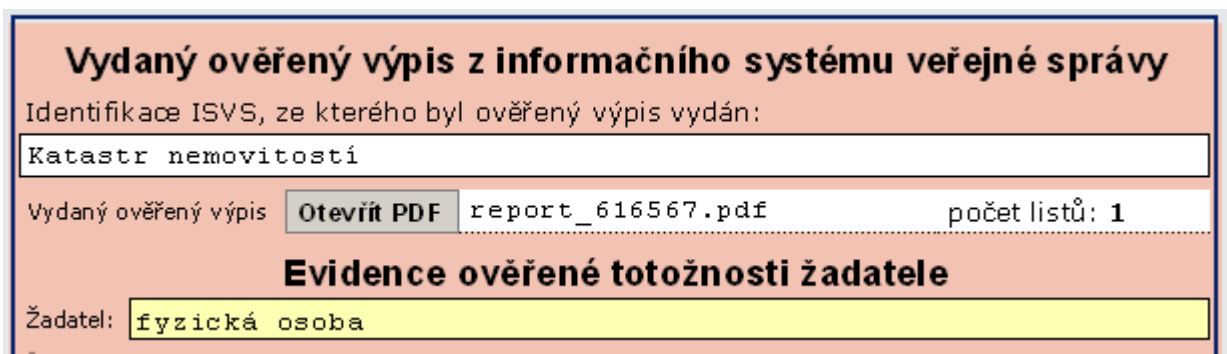 Vydaný ověřený výpis z informačního systému veřejné správy
Identifikace ISVS, ze kterého byl ověřený výpis vydán:
Katastr nemovitostí
Vydaný ověřený výpis Otevřít PDF report_616567.pdf počet listů: 1
Evidence ověřené totožnosti žadatele
Žadatel: fyzická osoba